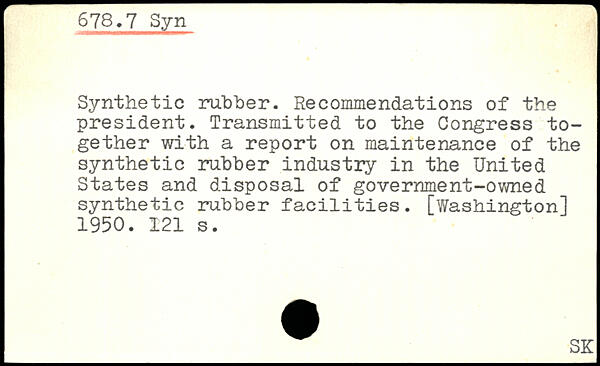 678.7 Syn
Synthetic rubber. Recommendations of the
president. Transmitted to the Congress to-
gether with a report on maintenance of the
synthetic rubber industry in the United
States and disposal of government-owned
synthetic rubber facilities. [Washington]
1950. 121 s.
SK